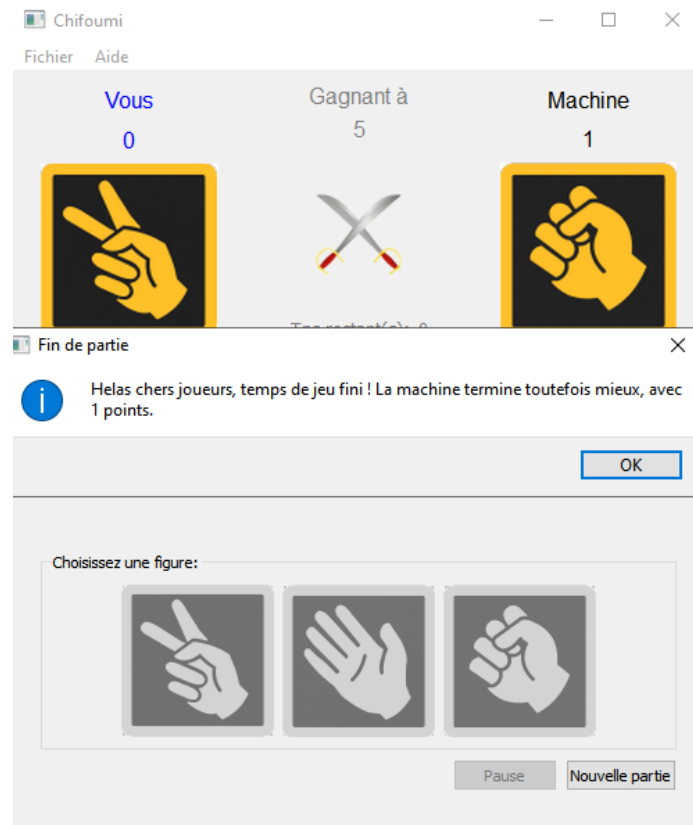 Chifoumi
Fichier Aide
Vous Gagnant à Machine
0 5 1
Fin de partie
Helas chers joueurs, temps de jeu fini ! La machine termine toutefois mieux, avec
1 points.
OK
Choisissez une figure:
Pause Nouvelle partie